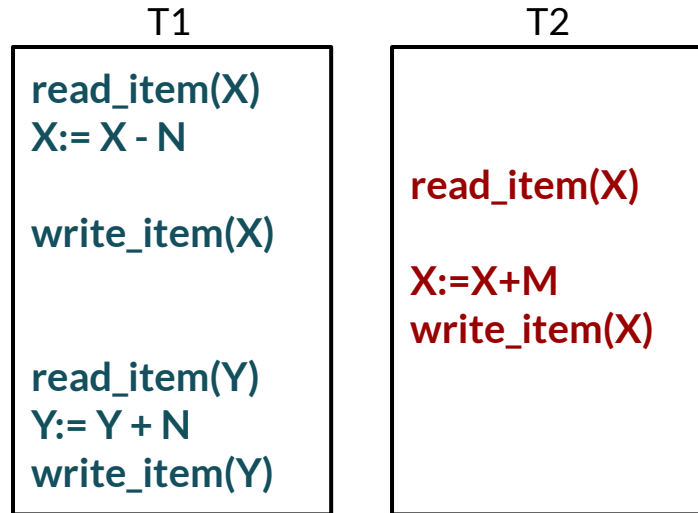 T1
read_item(X)
X:= X - N
write_item(X)
read_item(Y)
Y:= Y + N
write_item(Y)
T2
read_item(X)
X:=X+M
write_item(X)